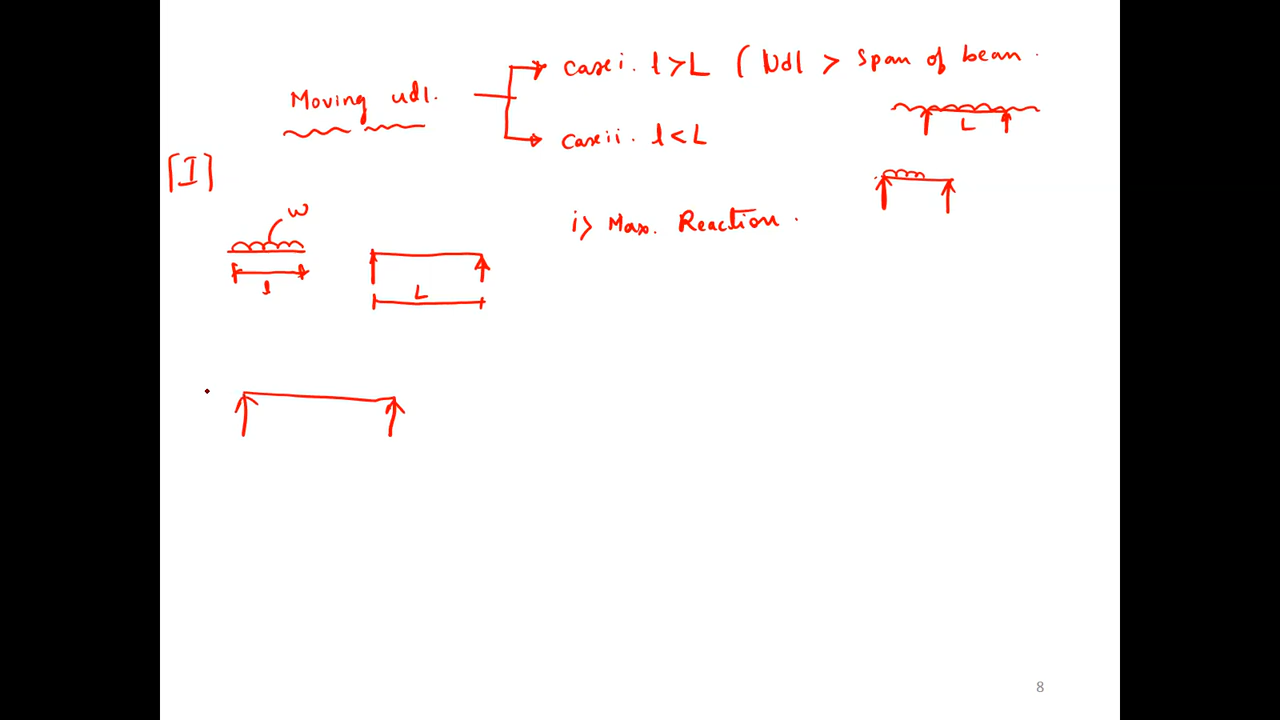 Case i. l > L ( Udl > Span of beam .
Moving udl.
L
Case ii. l < L
[I]
i> Max. Reaction .
W
l
L
8